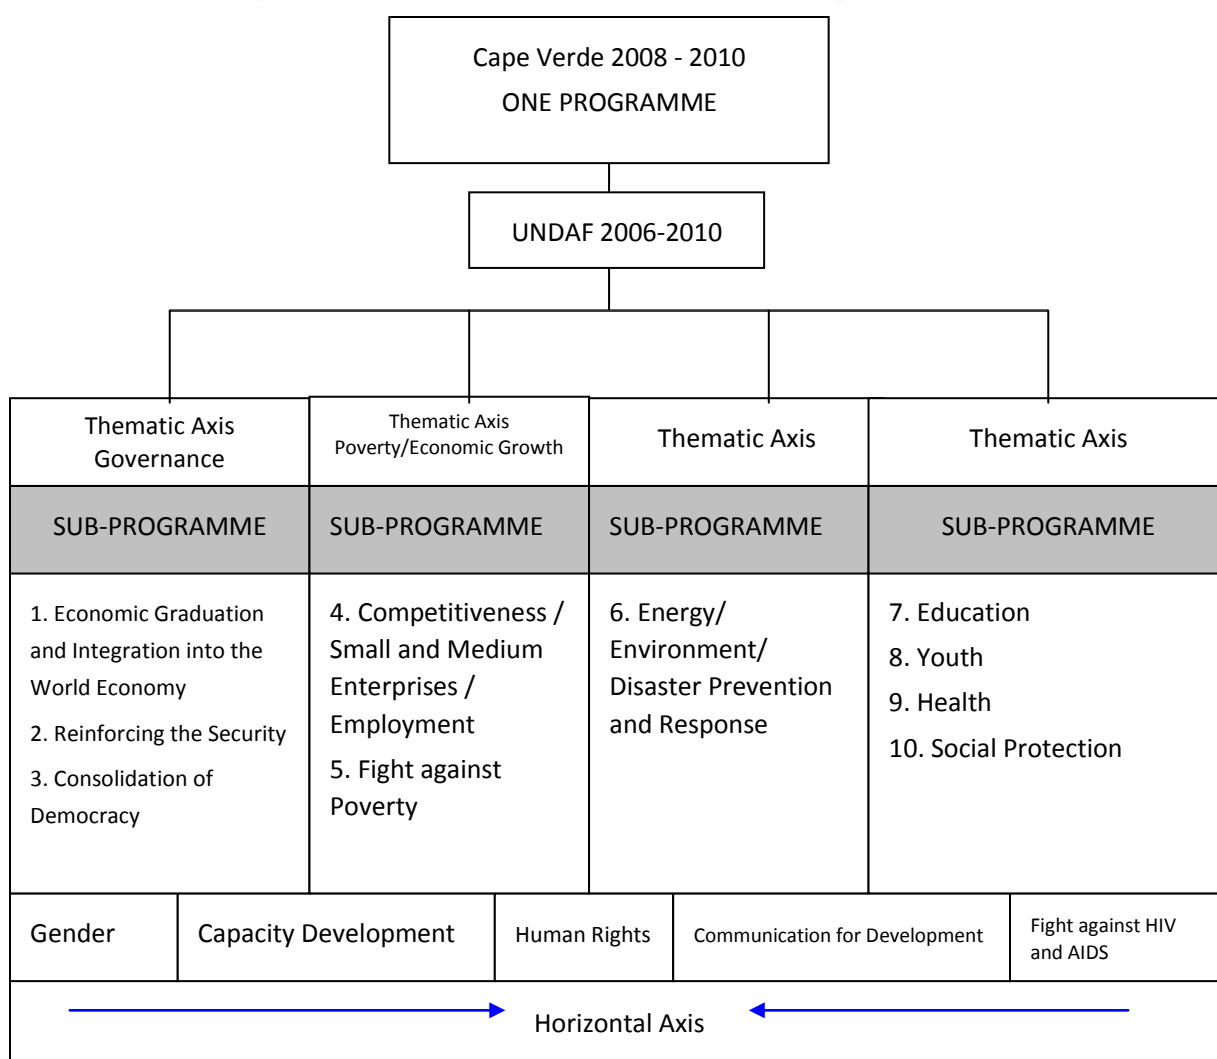 Cape Verde 2008 - 2010
ONE PROGRAMME
UNDAF 2006-2010
Thematic Axis
Governance
Thematic Axis
Poverty/Economic Growth
Thematic Axis
Thematic Axis
SUB-PROGRAMME
SUB-PROGRAMME
SUB-PROGRAMME
SUB-PROGRAMME
1. Economic Graduation
and Integration into the
World Economy
2. Reinforcing the Security
3. Consolidation of
Democracy
4. Competitiveness /
Small and Medium
Enterprises /
Employment
5. Fight against
Poverty
6. Energy/
Environment/
Disaster Prevention
and Response
7. Education
8. Youth
9. Health
10. Social Protection
Gender
Capacity Development
Human Rights
Communication for Development
Fight against HIV
and AIDS
Horizontal Axis